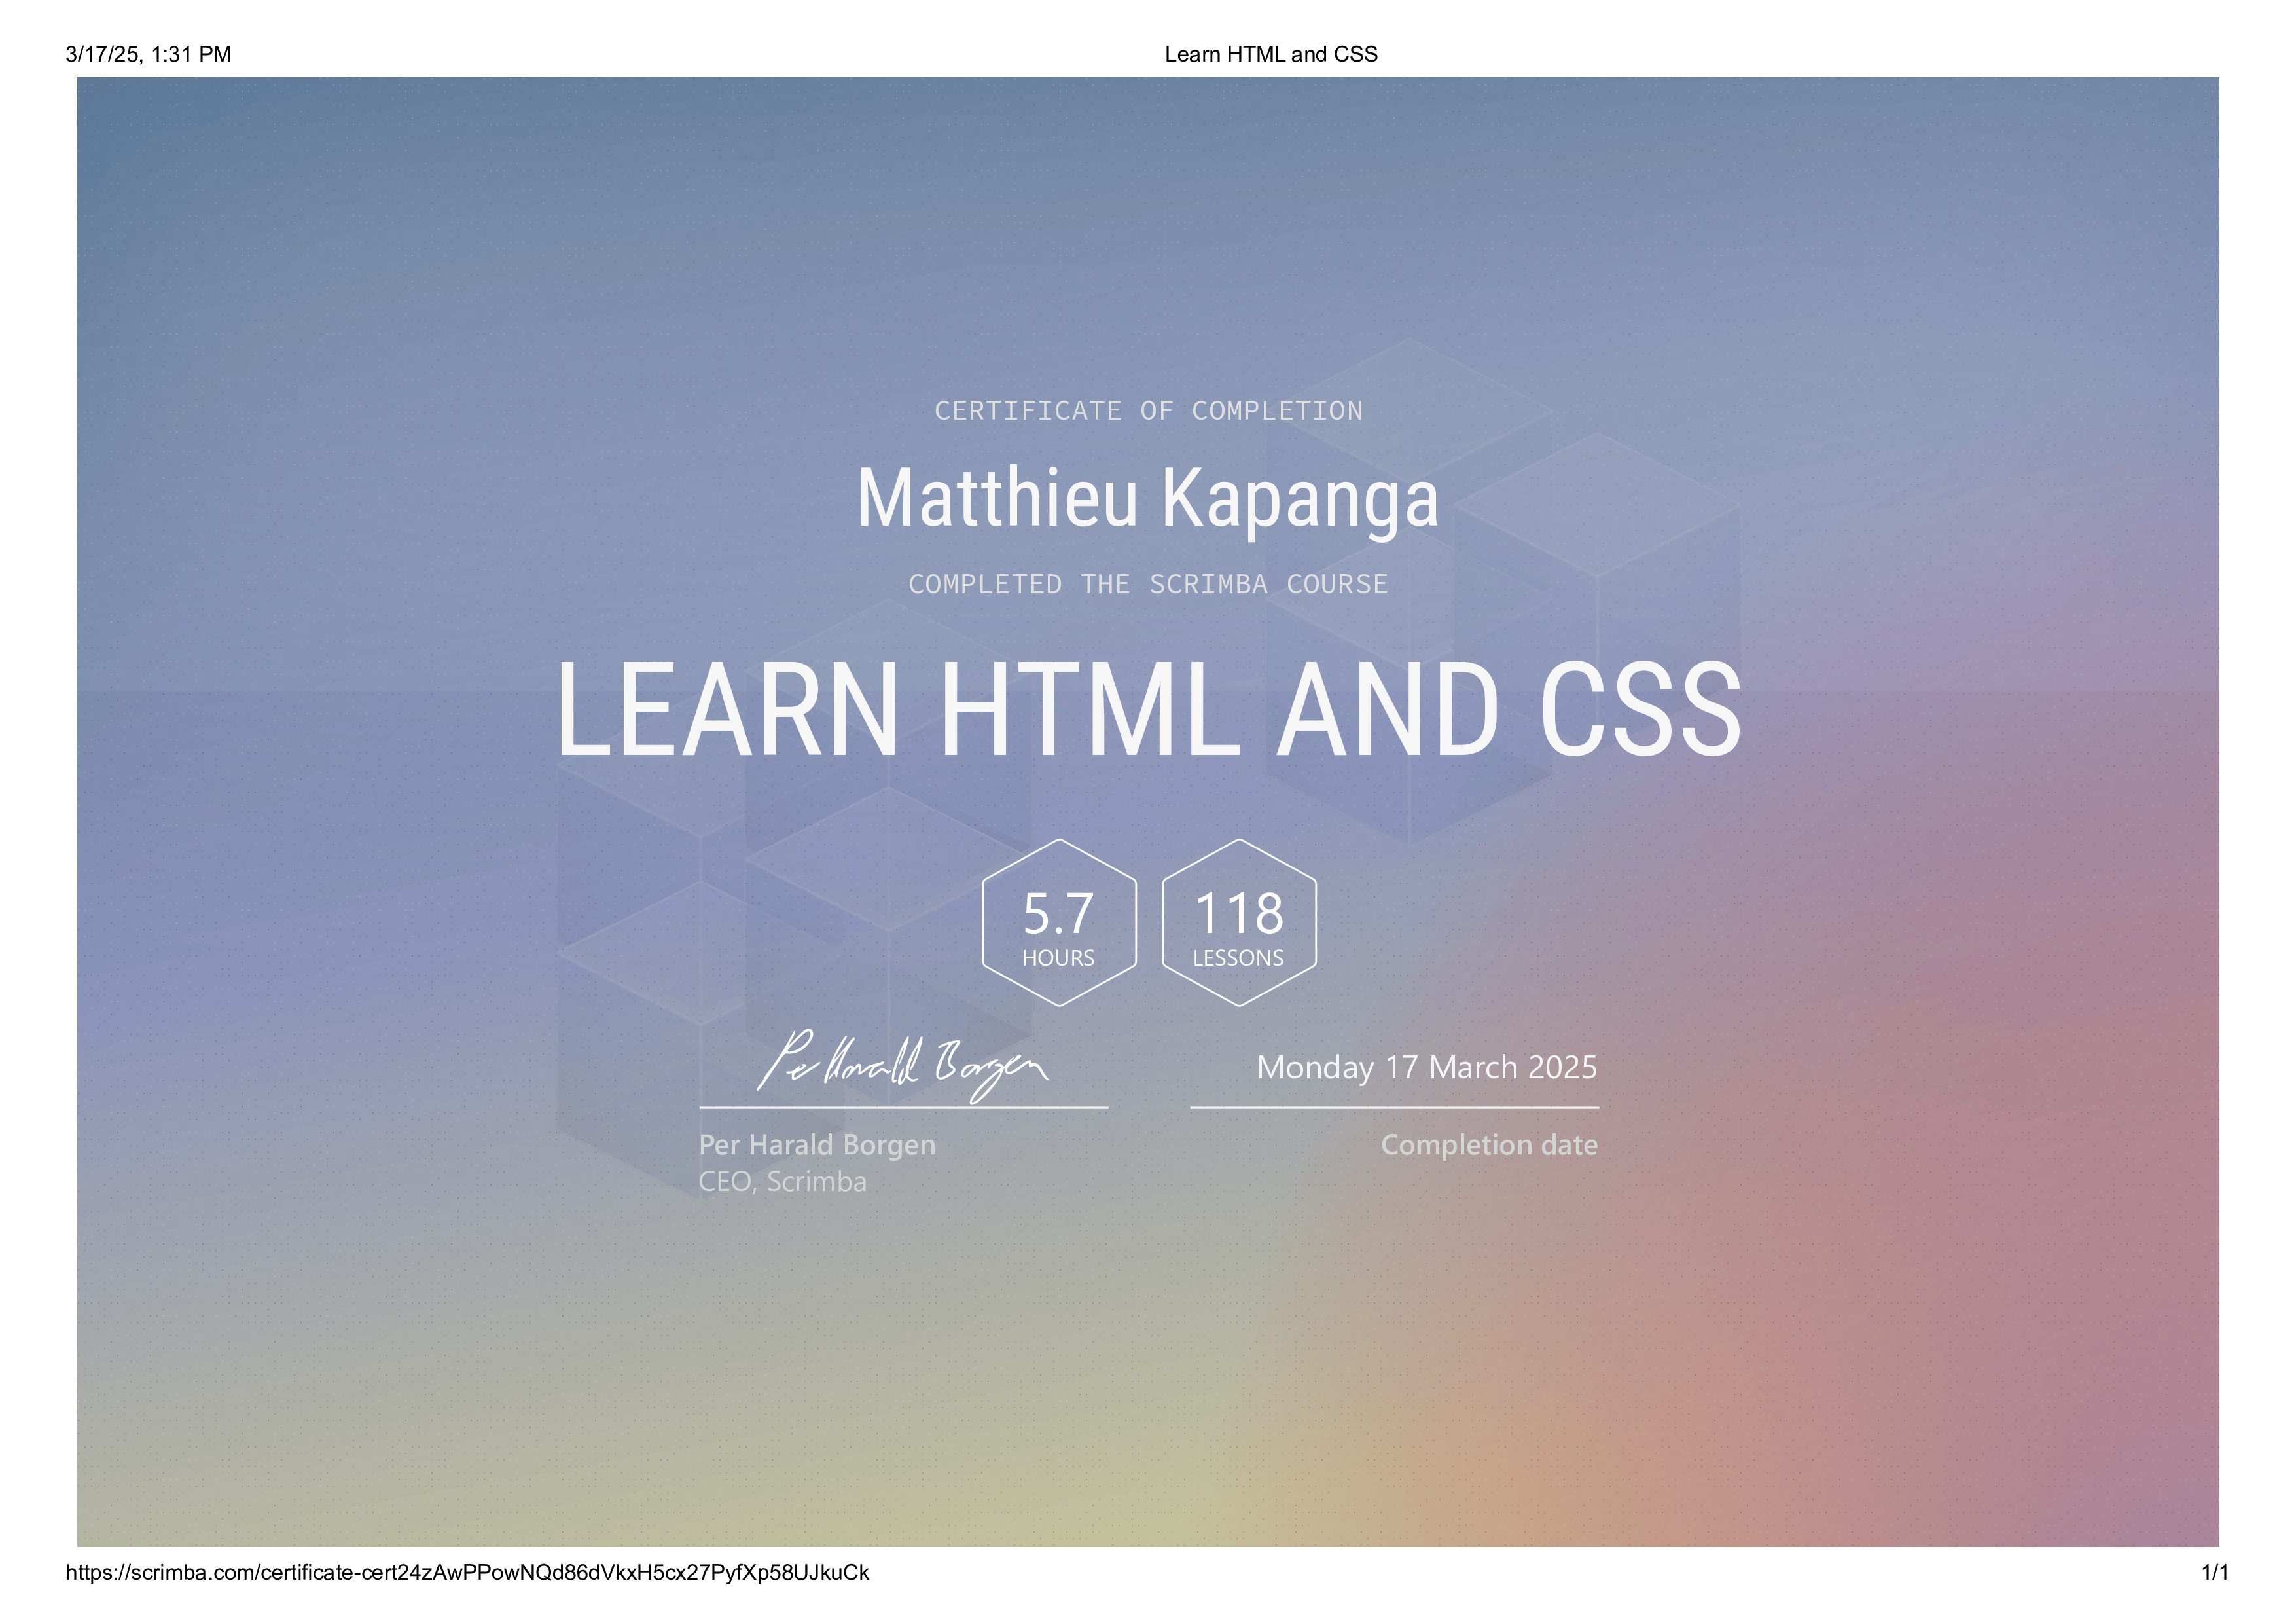 3/17/25, 1:31 PM
Learn HTML and CSS
CERTIFICATE OF COMPLETION
Matthieu Kapanga
COMPLETED THE SCRIMBA COURSE
LEARN HTML AND CSS
5.7
HOURS
118
LESSONS
Per Harald Borgen
Monday 17 March 2025
Per Harald Borgen
CEO, Scrimba
Completion date
https://scrimba.com/certificate-cert24zAwPPowNQd86dVkxH5cx27PyfXp58UJkuCk
1/1